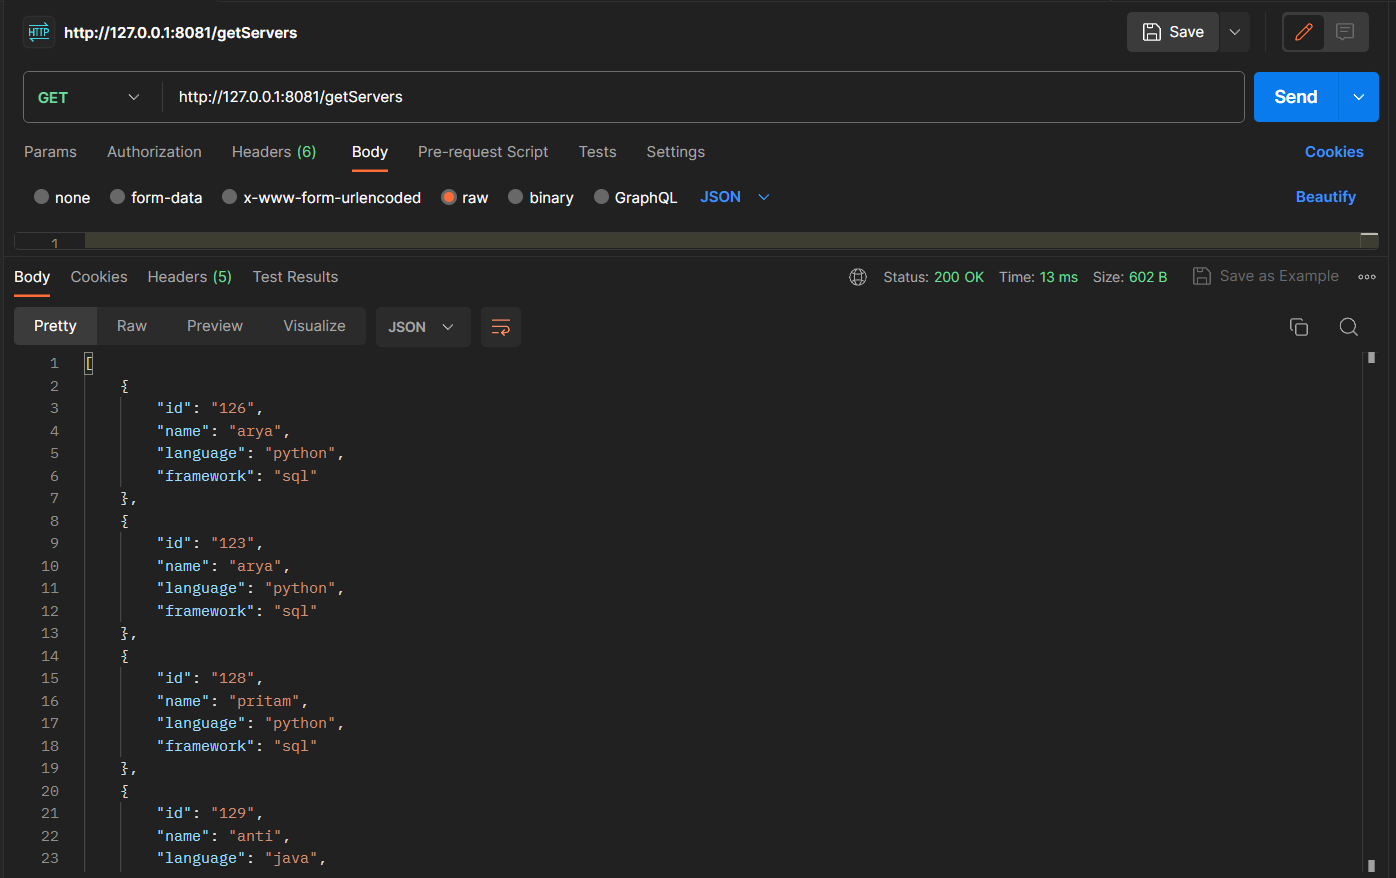 HTTP http://127.0.0.1:8081/getServers Save
GET http://127.0.0.1:8081/getServers Send
Params Authorization Headers (6) Body Pre-request Script Tests Settings Cookies
none form-data x-www-form-urlencoded raw binary GraphQL JSON Beautify
1
Body Cookies Headers (5) Test Results Status: 200 OK Time: 13 ms Size: 602 B Save as Example
Pretty Raw Preview Visualize JSON
1 [
2 {
3 "id": "126",
4 "name": "arya",
5 "language": "python",
6 "framework": "sql"
7 },
8 {
9 "id": "123",
10 "name": "arya",
11 "language": "python",
12 "framework": "sql"
13 },
14 {
15 "id": "128",
16 "name": "pritam",
17 "language": "python",
18 "framework": "sql"
19 },
20 {
21 "id": "129",
22 "name": "anti",
23 "language": "java",